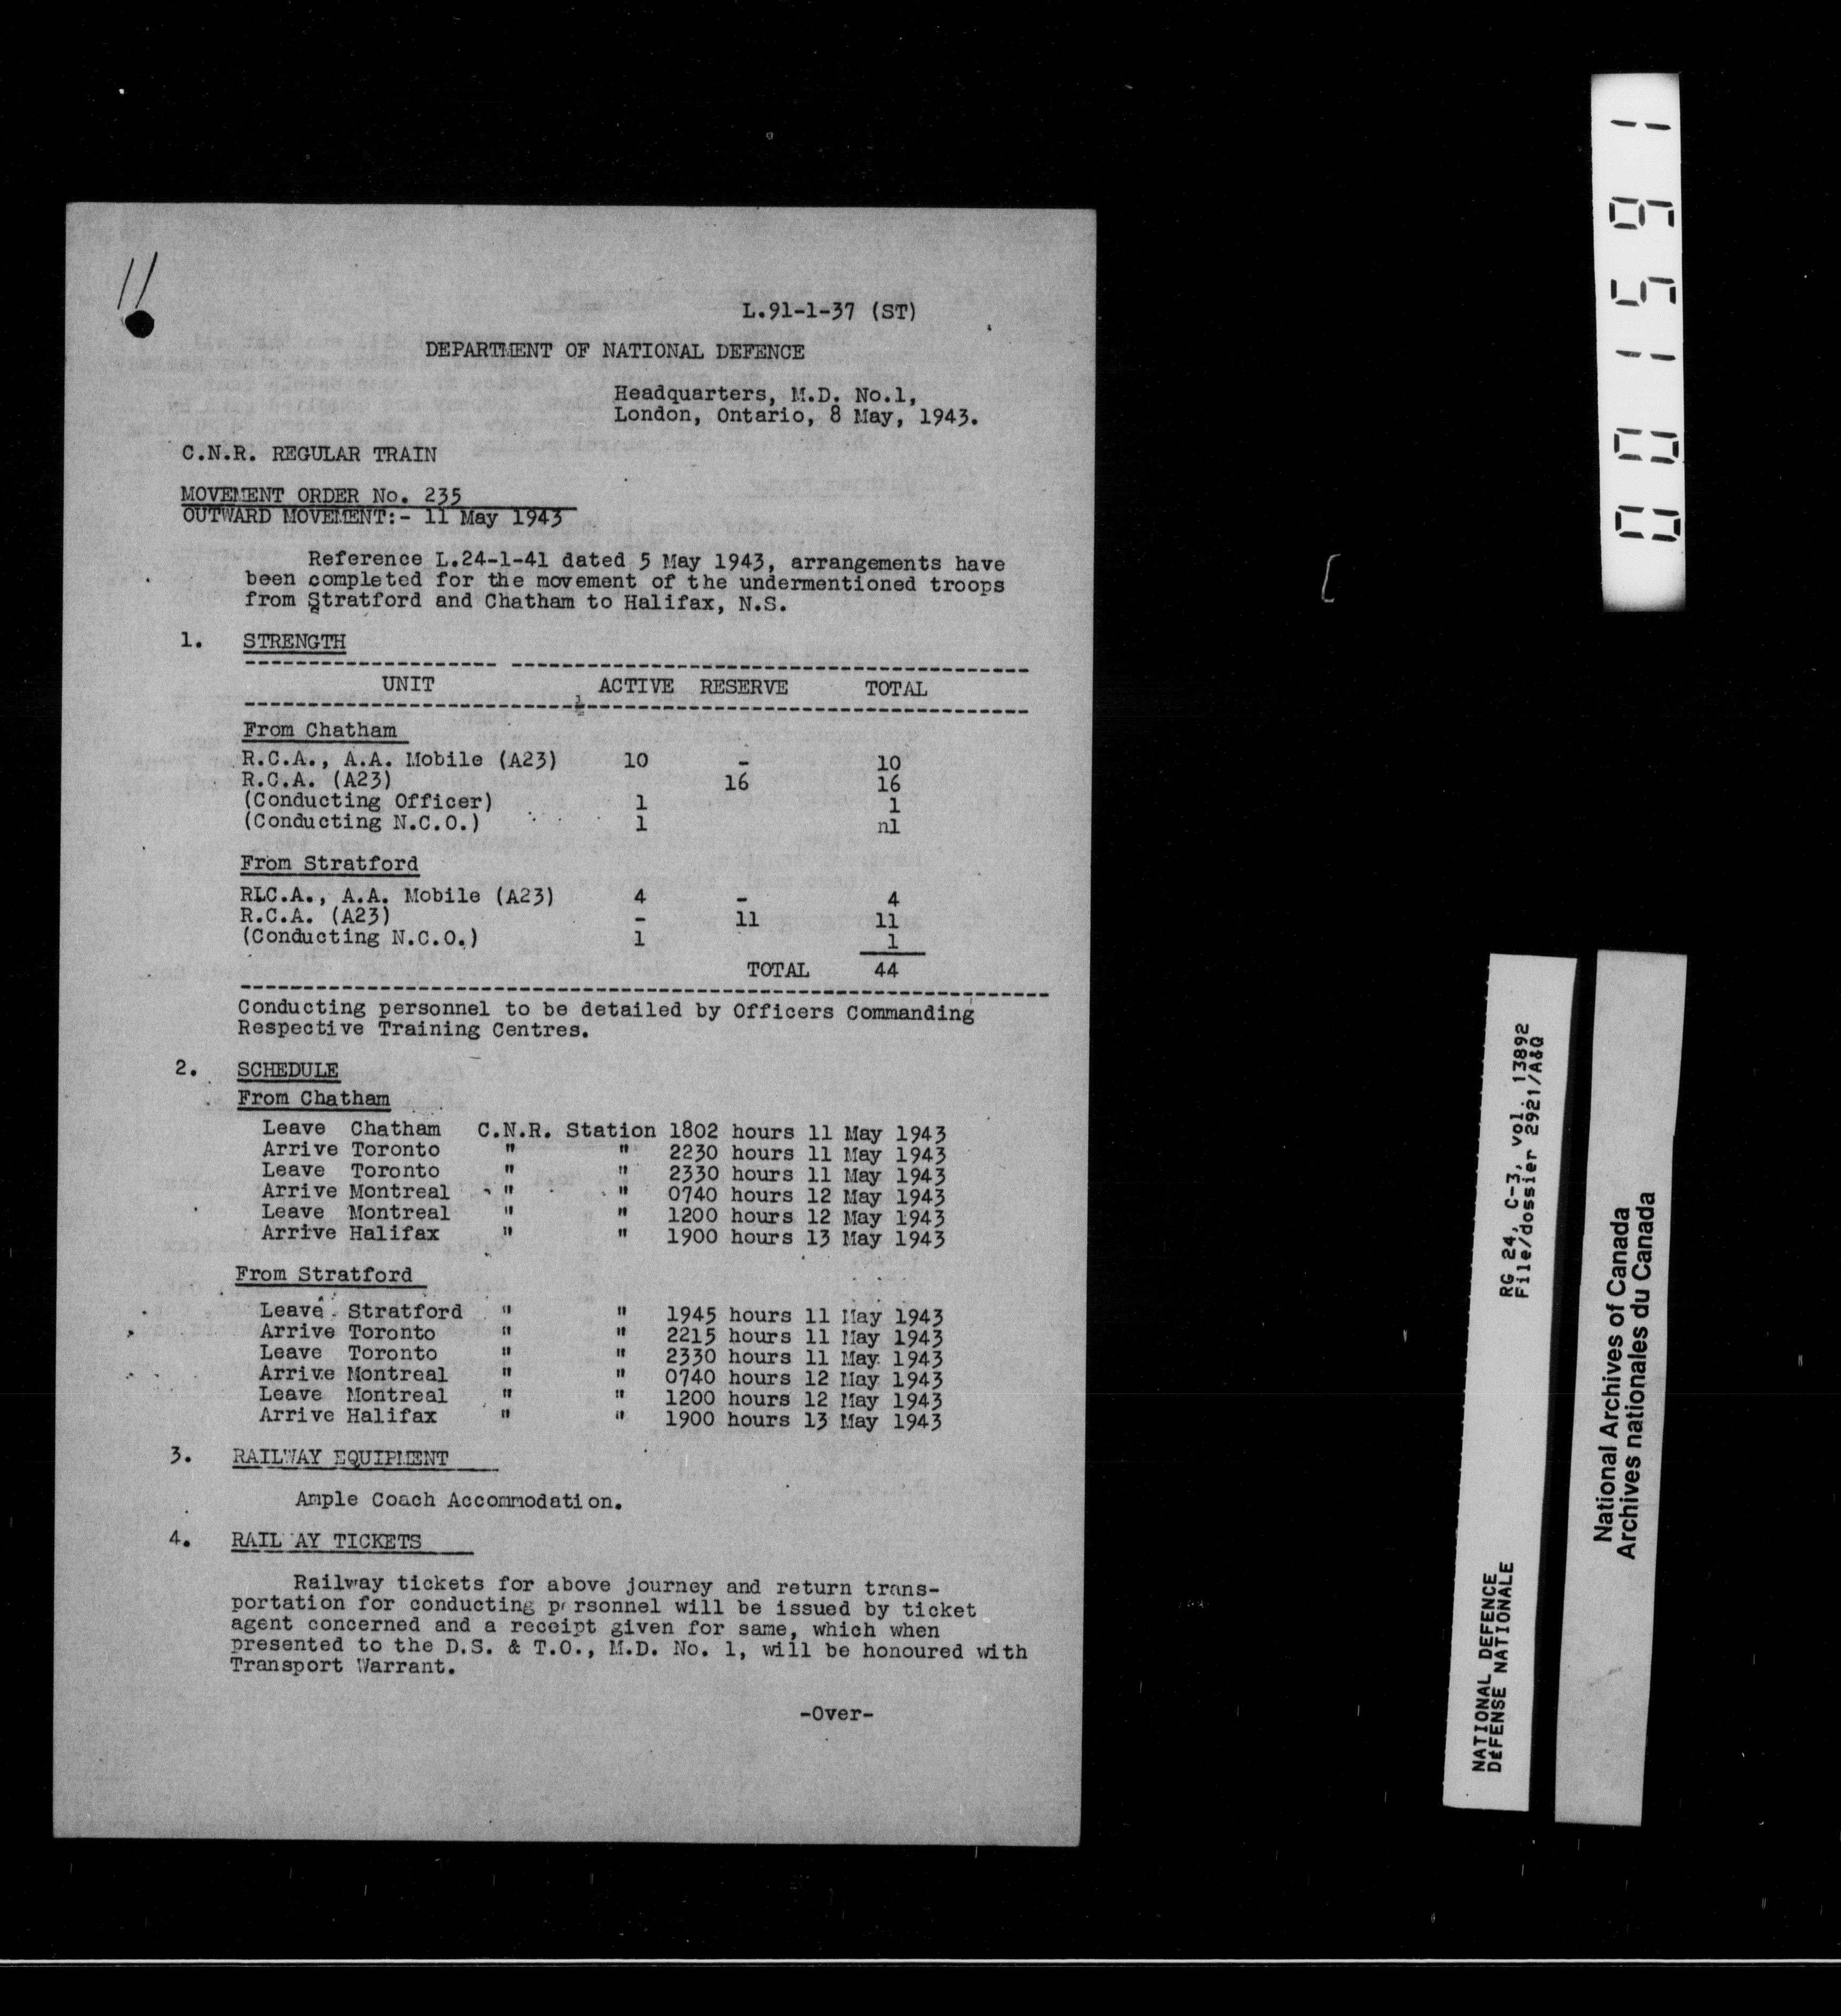 11
L.91-1-37 (ST)
DEPARTMENT OF NATIONAL DEFENCE
Headquarters, M.D. No.1,
London, Ontario, 8 May, 1943.
C.N.R. REGULAR TRAIN
MOVEMENT ORDER No. 235
OUTWARD MOVEMENT:- 11 May 1943
Reference L.24-1-41 dated 5 May 1943, arrangements have
been completed for the movement of the undermentioned troops
from Stratford and Chatham to Halifax, N.S.
1. STRENGTH
UNIT ACTIVE RESERVE TOTAL
From Chatham
R.C.A., A.A. Mobile (A23) 10 - 10
R.C.A. (A23) 16 16
(Conducting Officer) 1 1
(Conducting N.C.O.) 1 n1
From Stratford
RLC.A., A.A. Mobile (A23) 4 - 4
R.C.A. (A23) - 11 11
(Conducting N.C.O.) 1 1
TOTAL 44
Conducting personnel to be detailed by Officers Commanding
Respective Training Centres.
2. SCHEDULE
From Chatham
Leave Chatham C.N.R. Station 1802 hours 11 May 1943
Arrive Toronto " " 2230 hours 11 May 1943
Leave Toronto " " 2330 hours 11 May 1943
Arrive Montreal " " 0740 hours 12 May 1943
Leave Montreal " " 1200 hours 12 May 1943
Arrive Halifax " " 1900 hours 13 May 1943
From Stratford
Leave Stratford " " 1945 hours 11 May 1943
Arrive Toronto " " 2215 hours 11 May 1943
Leave Toronto " " 2330 hours 11 May 1943
Arrive Montreal " " 0740 hours 12 May 1943
Leave Montreal " " 1200 hours 12 May 1943
Arrive Halifax " " 1900 hours 13 May 1943
3. RAILWAY EQUIPMENT
Ample Coach Accommodation.
4. RAIL AY TICKETS
Railway tickets for above journey and return trans-
portation for conducting personnel will be issued by ticket
agent concerned and a receipt given for same, which when
presented to the D.S. & T.O., M.D. No. 1, will be honoured with
Transport Warrant.
-Over-
001591
NATIONAL DEFENCE RG 24, C-3, vol. 13892
DÉFENSE NATIONALE File/dossier 2921/A&Q
National Archives of Canada
Archives nationales du Canada